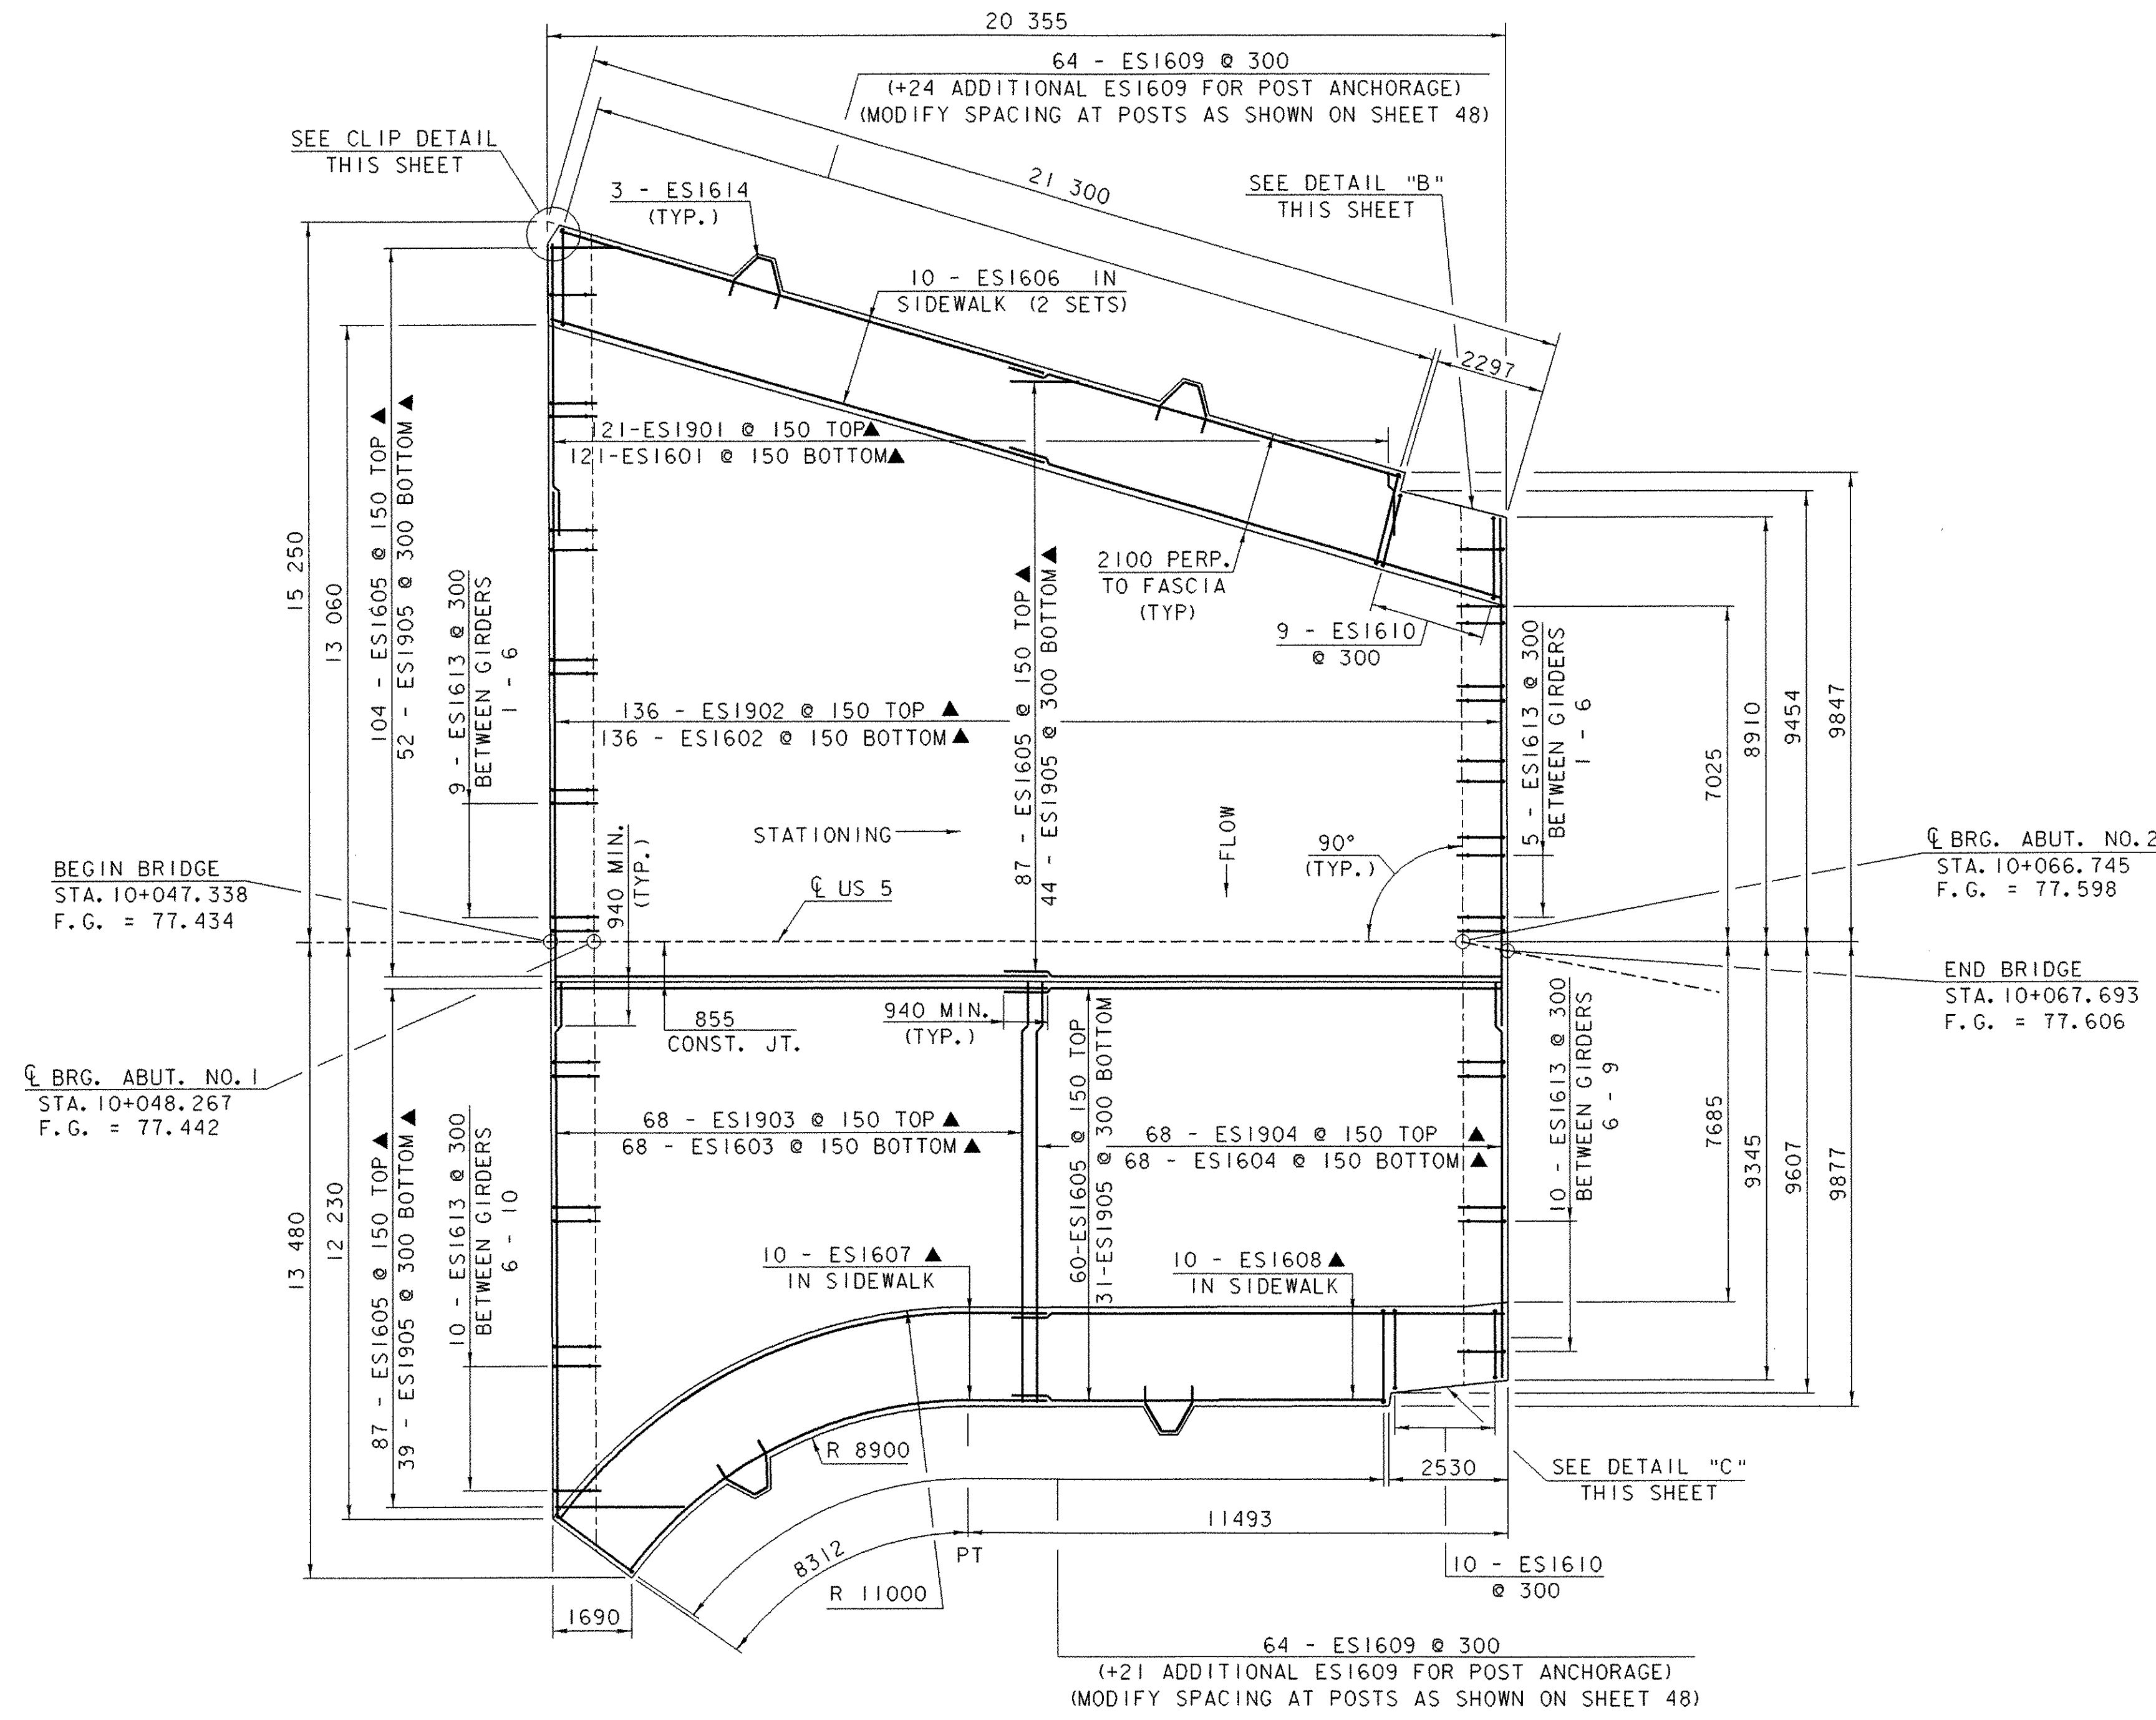 20 355
64 - ES1609 @ 300
(+24 ADDITIONAL ES1609 FOR POST ANCHORAGE)
(MODIFY SPACING AT POSTS AS SHOWN ON SHEET 48)
SEE CLIP DETAIL
THIS SHEET
3 - ES1614
(TYP.)
21 300
SEE DETAIL "B"
THIS SHEET
10 - ES1606 IN
SIDEWALK (2 SETS)
2297
121-ES1901 @ 150 TOP▲
121-ES1601 @ 150 BOTTOM▲
15 250
13 060
104 - ES1605 @ 150 TOP ▲
52 - ES1905 @ 300 BOTTOM ▲
9 - ES1613 @ 300
BETWEEN GIRDERS
1 - 6
2100 PERP.
TO FASCIA
(TYP)
9 - ES1610
@ 300
87 - ES1605 @ 150 TOP ▲
44 - ES1905 @ 300 BOTTOM ▲
5 - ES1613 @ 300
BETWEEN GIRDERS
1 - 6
7025
8910
9454
9847
136 - ES1902 @ 150 TOP ▲
136 - ES1602 @ 150 BOTTOM ▲
STATIONING
FLOW
90°
(TYP.)
940 MIN.
(TYP.)
℄ US 5
BEGIN BRIDGE
STA. 10+047.338
F.G. = 77.434
℄ BRG. ABUT. NO. 2
STA. 10+066.745
F.G. = 77.598
END BRIDGE
STA. 10+067.693
F.G. = 77.606
855
CONST. JT.
940 MIN.
(TYP.)
℄ BRG. ABUT. NO. 1
STA. 10+048.267
F.G. = 77.442
68 - ES1903 @ 150 TOP ▲
68 - ES1603 @ 150 BOTTOM ▲
68 - ES1904 @ 150 TOP ▲
68 - ES1604 @ 150 BOTTOM ▲
13 480
12 230
87 - ES1605 @ 150 TOP ▲
39 - ES1905 @ 300 BOTTOM ▲
10 - ES1613 @ 300
BETWEEN GIRDERS
6 - 10
60-ES1605 @ 150 TOP
31-ES1905 @ 300 BOTTOM
10 - ES1613 @ 300
BETWEEN GIRDERS
6 - 9
7685
9345
9607
9877
10 - ES1607 ▲
IN SIDEWALK
10 - ES1608 ▲
IN SIDEWALK
R 8900
2530
SEE DETAIL "C"
THIS SHEET
11493
8312
PT
R 11000
10 - ES1610
@ 300
1690
64 - ES1609 @ 300
(+21 ADDITIONAL ES1609 FOR POST ANCHORAGE)
(MODIFY SPACING AT POSTS AS SHOWN ON SHEET 48)